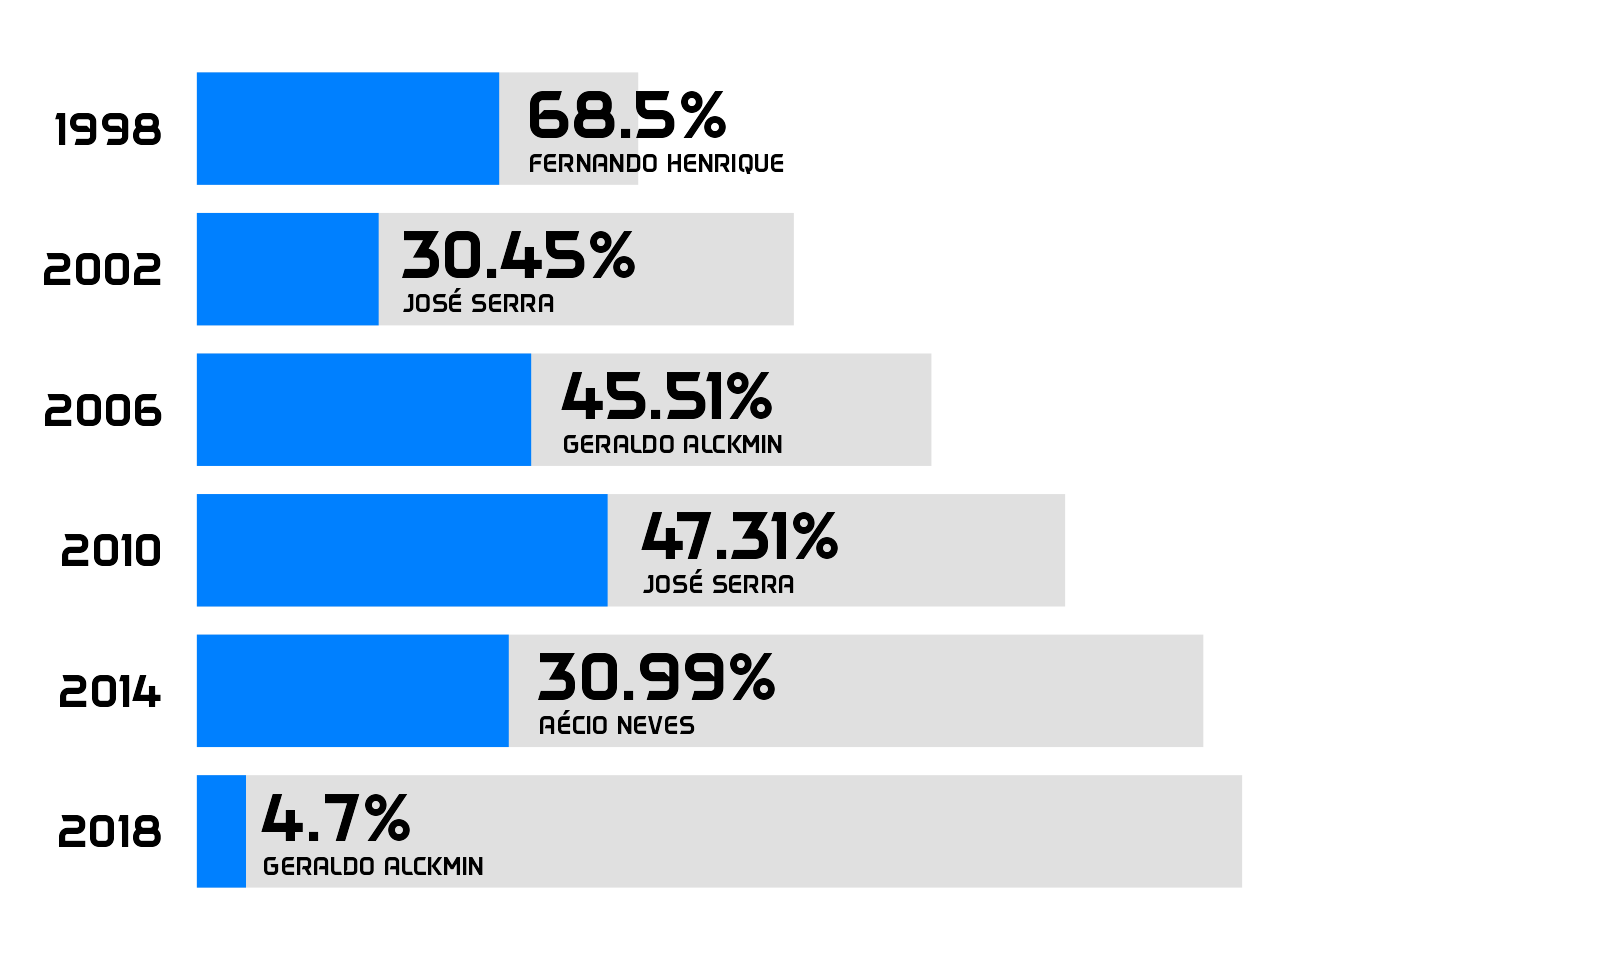 1998
68.5%
FERNANDO HENRIQUE
2002
30.45%
JOSÉ SERRA
2006
45.51%
GERALDO ALCKMIN
2010
47.31%
JOSÉ SERRA
2014
30.99%
AÉCIO NEVES
2018
4.7%
GERALDO ALCKMIN